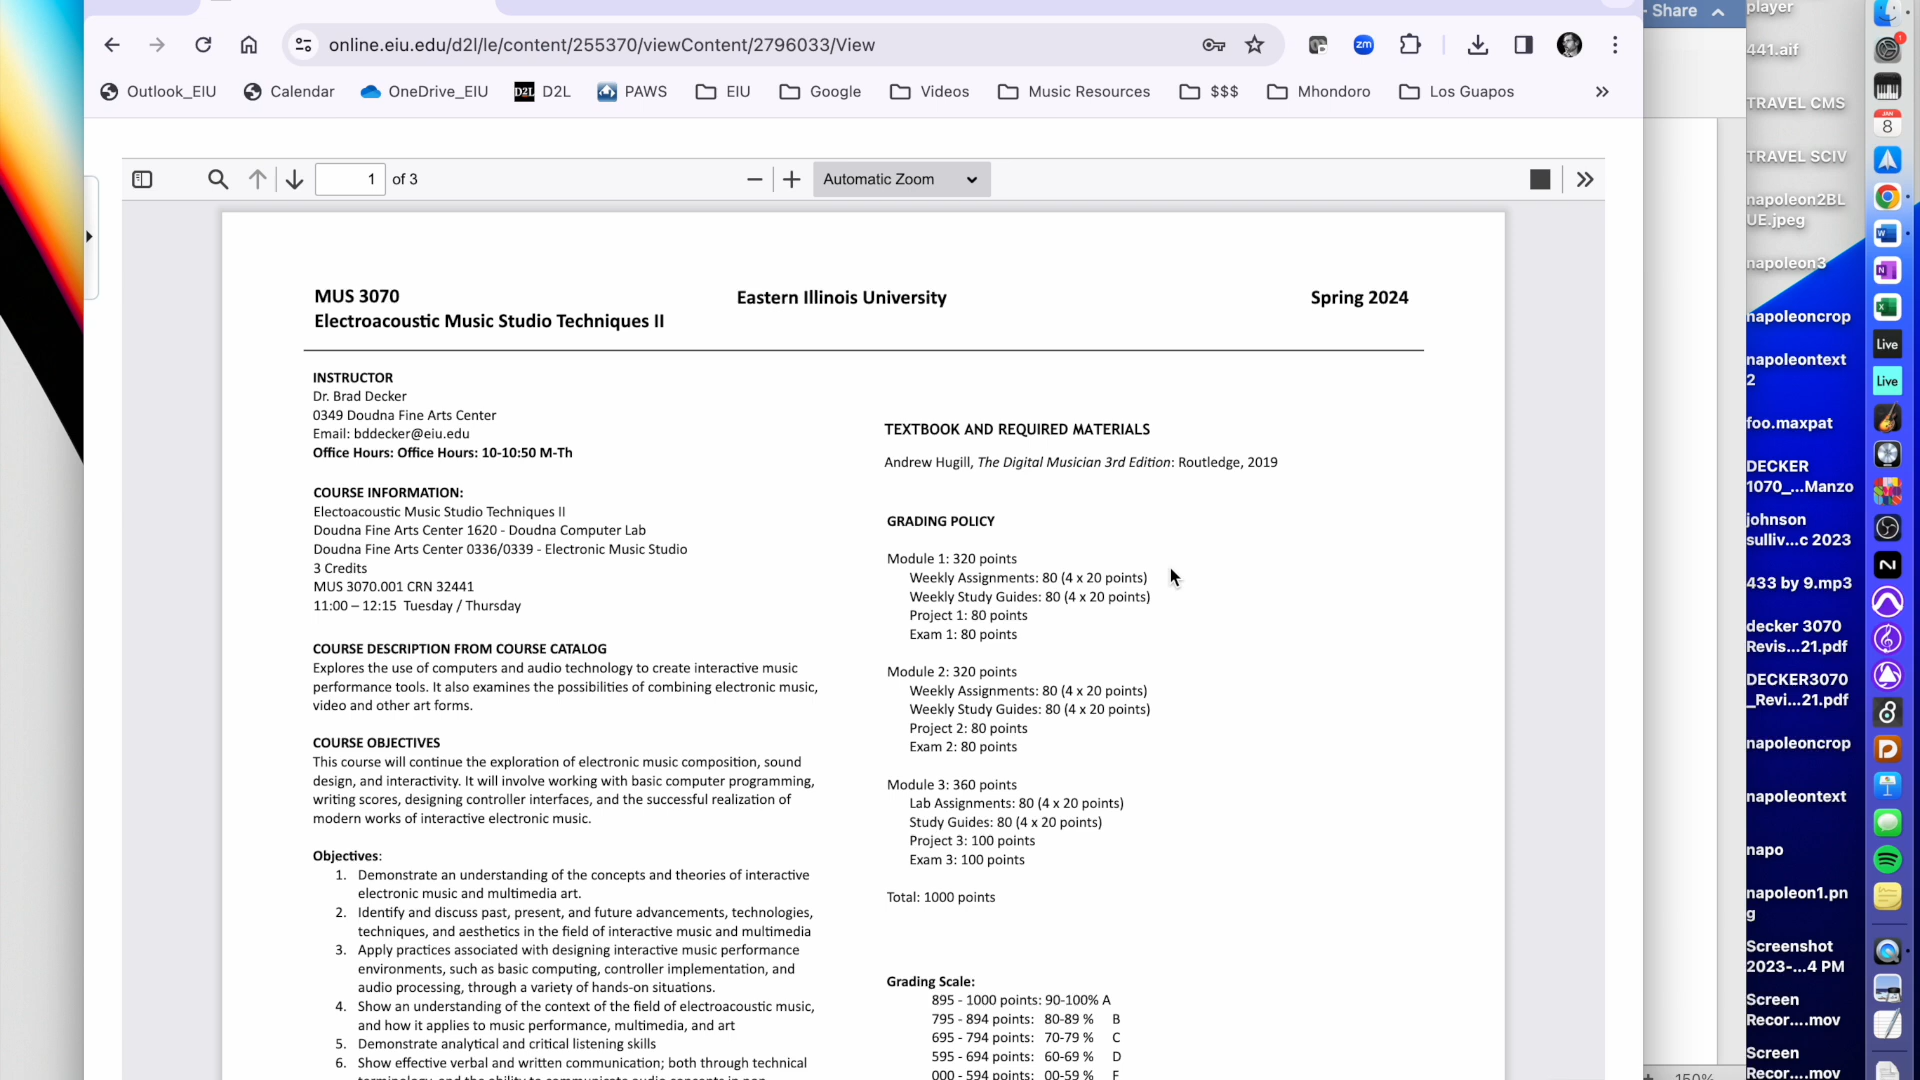 Share
online.eiu.edu/d2l/le/content/255370/viewContent/2796033/View
zm
Outlook_EIU
Calendar
OneDrive_EIU
D2L
D2L
PAWS
EIU
Google
Videos
Music Resources
$$$
Mhondoro
Los Guapos
1 of 3
Automatic Zoom
MUS 3070
Eastern Illinois University
Spring 2024
Electroacoustic Music Studio Techniques II
INSTRUCTOR
Dr. Brad Decker
0349 Doudna Fine Arts Center
Email: bddecker@eiu.edu
Office Hours: Office Hours: 10-10:50 M-Th
COURSE INFORMATION:
Electoacoustic Music Studio Techniques II
Doudna Fine Arts Center 1620 - Doudna Computer Lab
Doudna Fine Arts Center 0336/0339 - Electronic Music Studio
3 Credits
MUS 3070.001 CRN 32441
11:00 – 12:15 Tuesday / Thursday
COURSE DESCRIPTION FROM COURSE CATALOG
Explores the use of computers and audio technology to create interactive music
performance tools. It also examines the possibilities of combining electronic music,
video and other art forms.
COURSE OBJECTIVES
This course will continue the exploration of electronic music composition, sound
design, and interactivity. It will involve working with basic computer programming,
writing scores, designing controller interfaces, and the successful realization of
modern works of interactive electronic music.
Objectives:
1. Demonstrate an understanding of the concepts and theories of interactive
electronic music and multimedia art.
2. Identify and discuss past, present, and future advancements, technologies,
techniques, and aesthetics in the field of interactive music and multimedia
3. Apply practices associated with designing interactive music performance
environments, such as basic computing, controller implementation, and
audio processing, through a variety of hands-on situations.
4. Show an understanding of the context of the field of electroacoustic music,
and how it applies to music performance, multimedia, and art
5. Demonstrate analytical and critical listening skills
6. Show effective verbal and written communication; both through technical
TEXTBOOK AND REQUIRED MATERIALS
Andrew Hugill, The Digital Musician 3rd Edition: Routledge, 2019
GRADING POLICY
Module 1: 320 points
Weekly Assignments: 80 (4 x 20 points)
Weekly Study Guides: 80 (4 x 20 points)
Project 1: 80 points
Exam 1: 80 points
Module 2: 320 points
Weekly Assignments: 80 (4 x 20 points)
Weekly Study Guides: 80 (4 x 20 points)
Project 2: 80 points
Exam 2: 80 points
Module 3: 360 points
Lab Assignments: 80 (4 x 20 points)
Study Guides: 80 (4 x 20 points)
Project 3: 100 points
Exam 3: 100 points
Total: 1000 points
Grading Scale:
895 - 1000 points: 90-100% A
795 - 894 points: 80-89 % B
695 - 794 points: 70-79 % C
595 - 694 points: 60-69 % D
000 - 594 points: 00-59 % F
150%
player
441.aif
TRAVEL CMS
TRAVEL SCIV
napoleon2BL
UE.jpeg
napoleon3
napoleoncrop
napoleontext
2
foo.maxpat
DECKER
1070_...Manzo
johnson
sulliv...c 2023
433 by 9.mp3
decker 3070
Revis...21.pdf
DECKER3070
_Revi...21.pdf
napoleoncrop
napoleontext
napo
napoleon1.pn
g
Screenshot
2023-...4 PM
Screen
Recor....mov
Screen
Recor....mov
JAN
8
Live
Live